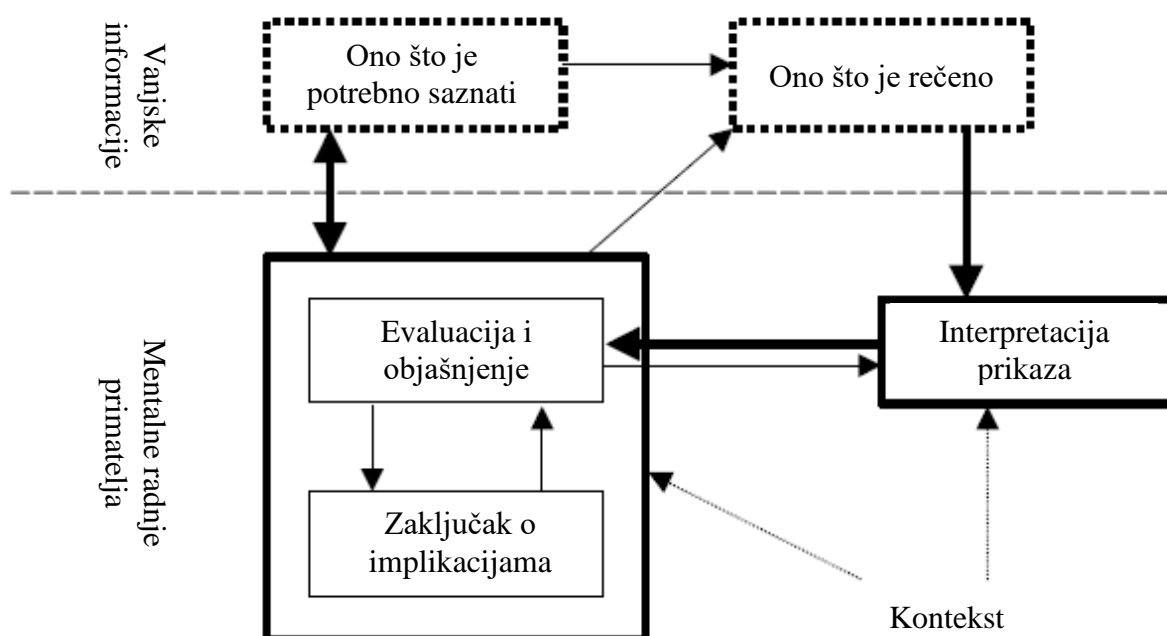 Vanjske
informacije
Ono što je
potrebno saznati
Ono što je rečeno
Mentalne radnje
primatelja
Evaluacija i
objašnjenje
Interpretacija
prikaza
Zaključak o
implikacijama
Kontekst